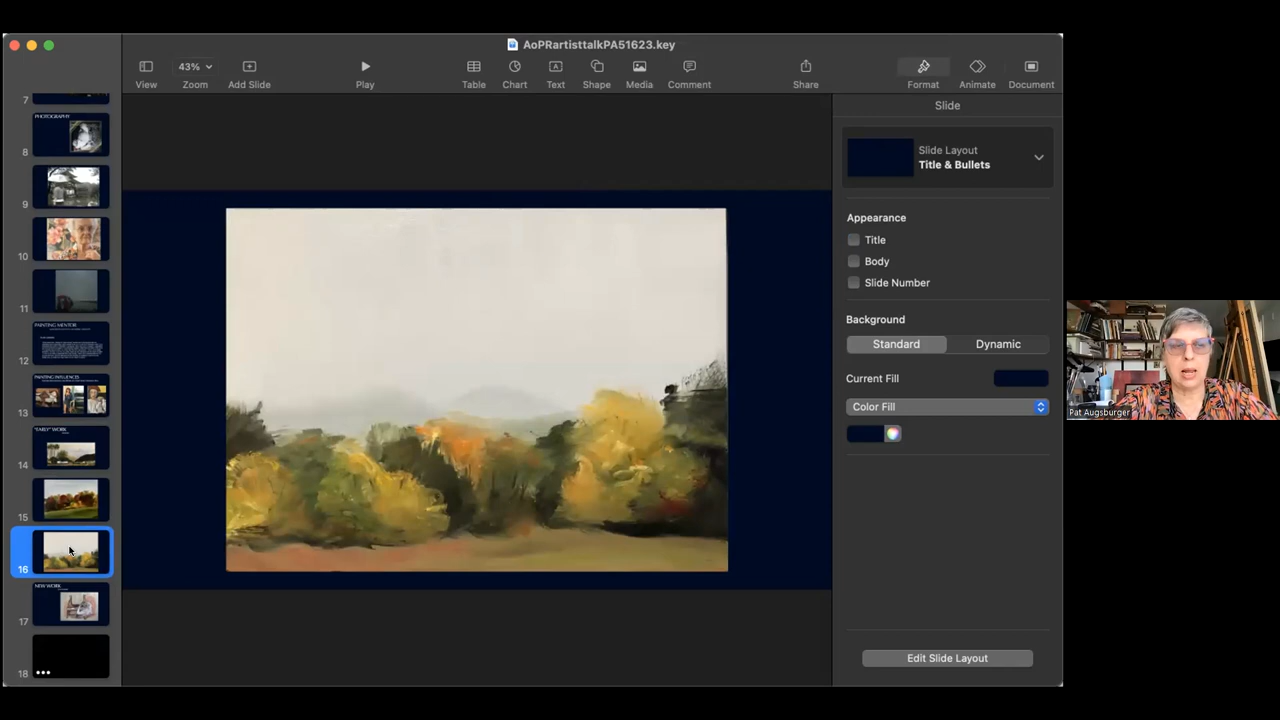 AoPRartisttalkPA51623.key
43%
View
Zoom
Add Slide
Play
Table
Chart
Text
Shape
Media
Comment
Share
Format
Animate
Document
Slide
Slide Layout
Title & Bullets
Appearance
Title
Body
Slide Number
Background
Standard
Dynamic
Current Fill
Color Fill
Edit Slide Layout
7
PHOTOGRAPHY
8
9
10
11
PAINTING MENTOR
12
PAINTING INFLUENCES
13
"EARLY" WORK
14
15
16
NEW WORK
17
18
Pat Augsburger